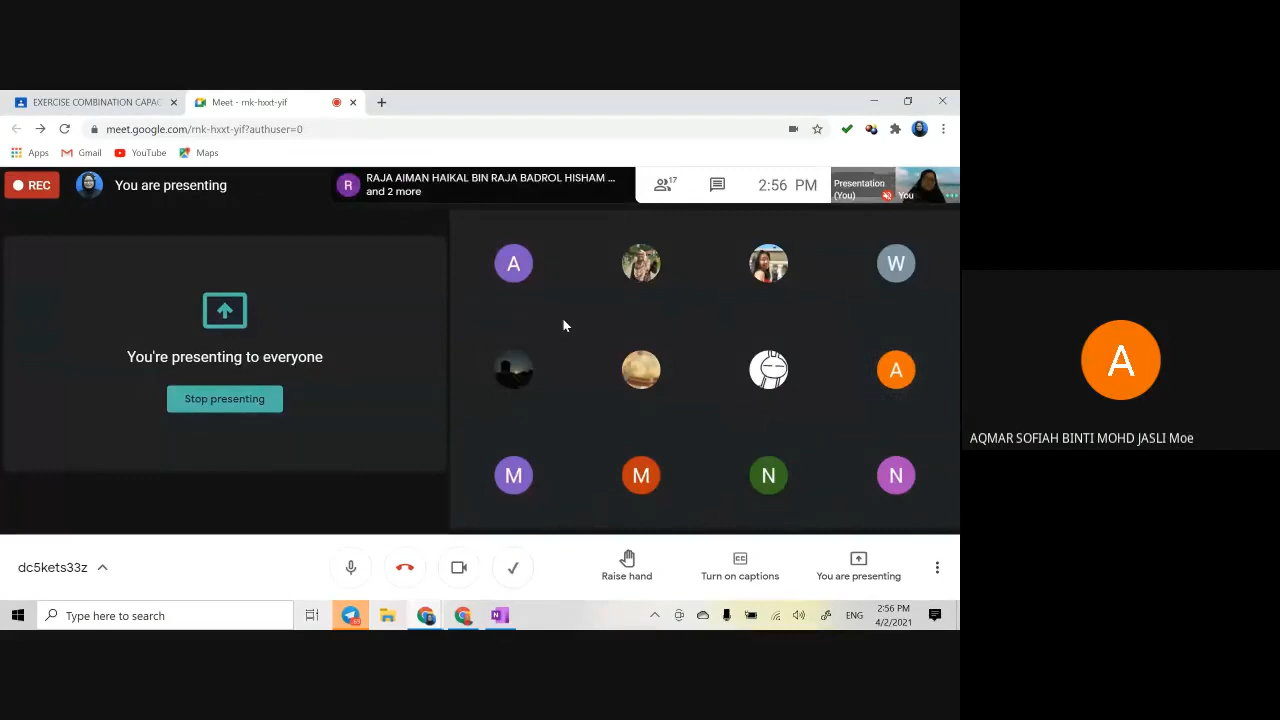 EXERCISE COMBINATION CAPAC
Meet - rnk-hxxt-yif
meet.google.com/rnk-hxxt-yif?authuser=0
Apps
Gmail
YouTube
Maps
REC
You are presenting
R
RAJA AIMAN HAIKAL BIN RAJA BADROL HISHAM ...
and 2 more
17
2:56 PM
Presentation
(You)
You
A
W
You're presenting to everyone
Stop presenting
A
A
AQMAR SOFIAH BINTI MOHD JASLI Moe
M
M
N
N
dc5kets33z
CC
Raise hand
Turn on captions
You are presenting
Type here to search
ENG
2:56 PM
4/2/2021